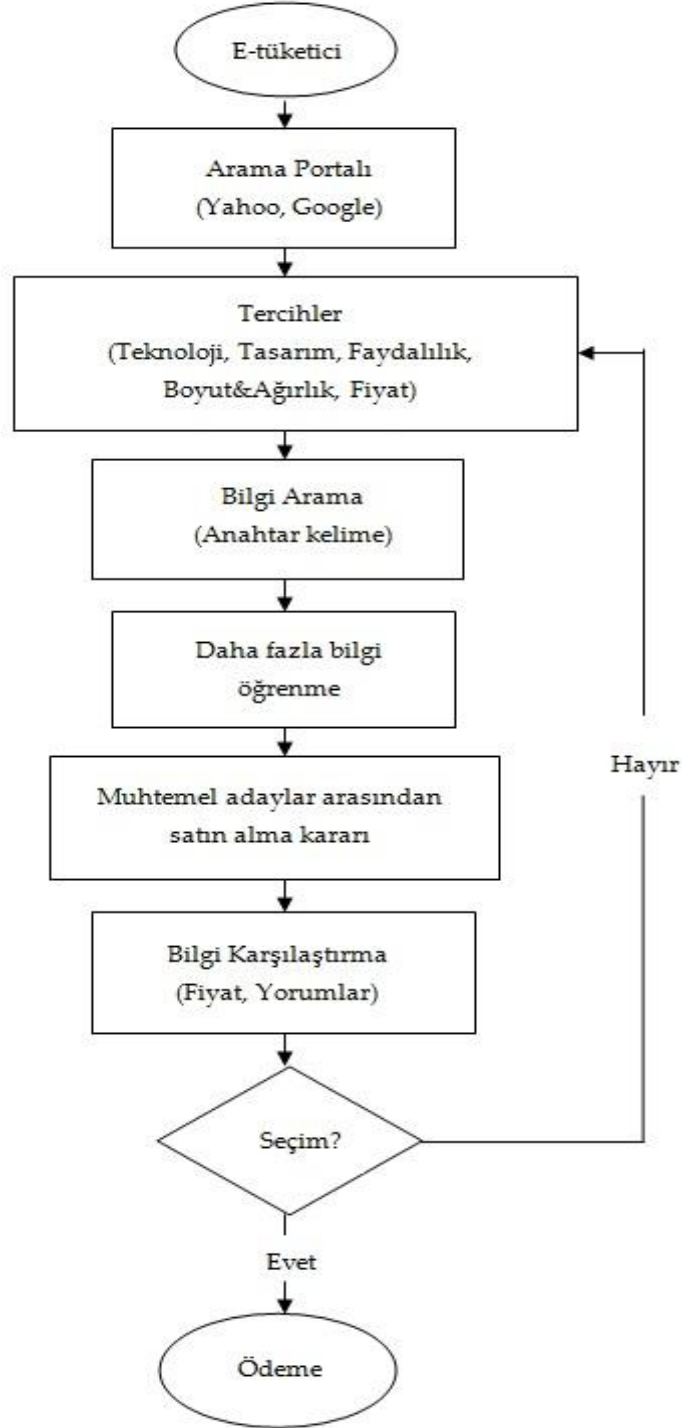 E-tüketici
Arama Portalı
(Yahoo, Google)
Tercihler
(Teknoloji, Tasarım, Faydalılık,
Boyut&Ağırlık, Fiyat)
Bilgi Arama
(Anahtar kelime)
Daha fazla bilgi
öğrenme
Muhtemel adaylar arasından
satın alma kararı
Bilgi Karşılaştırma
(Fiyat, Yorumlar)
Seçim?
Hayır
Evet
Ödeme